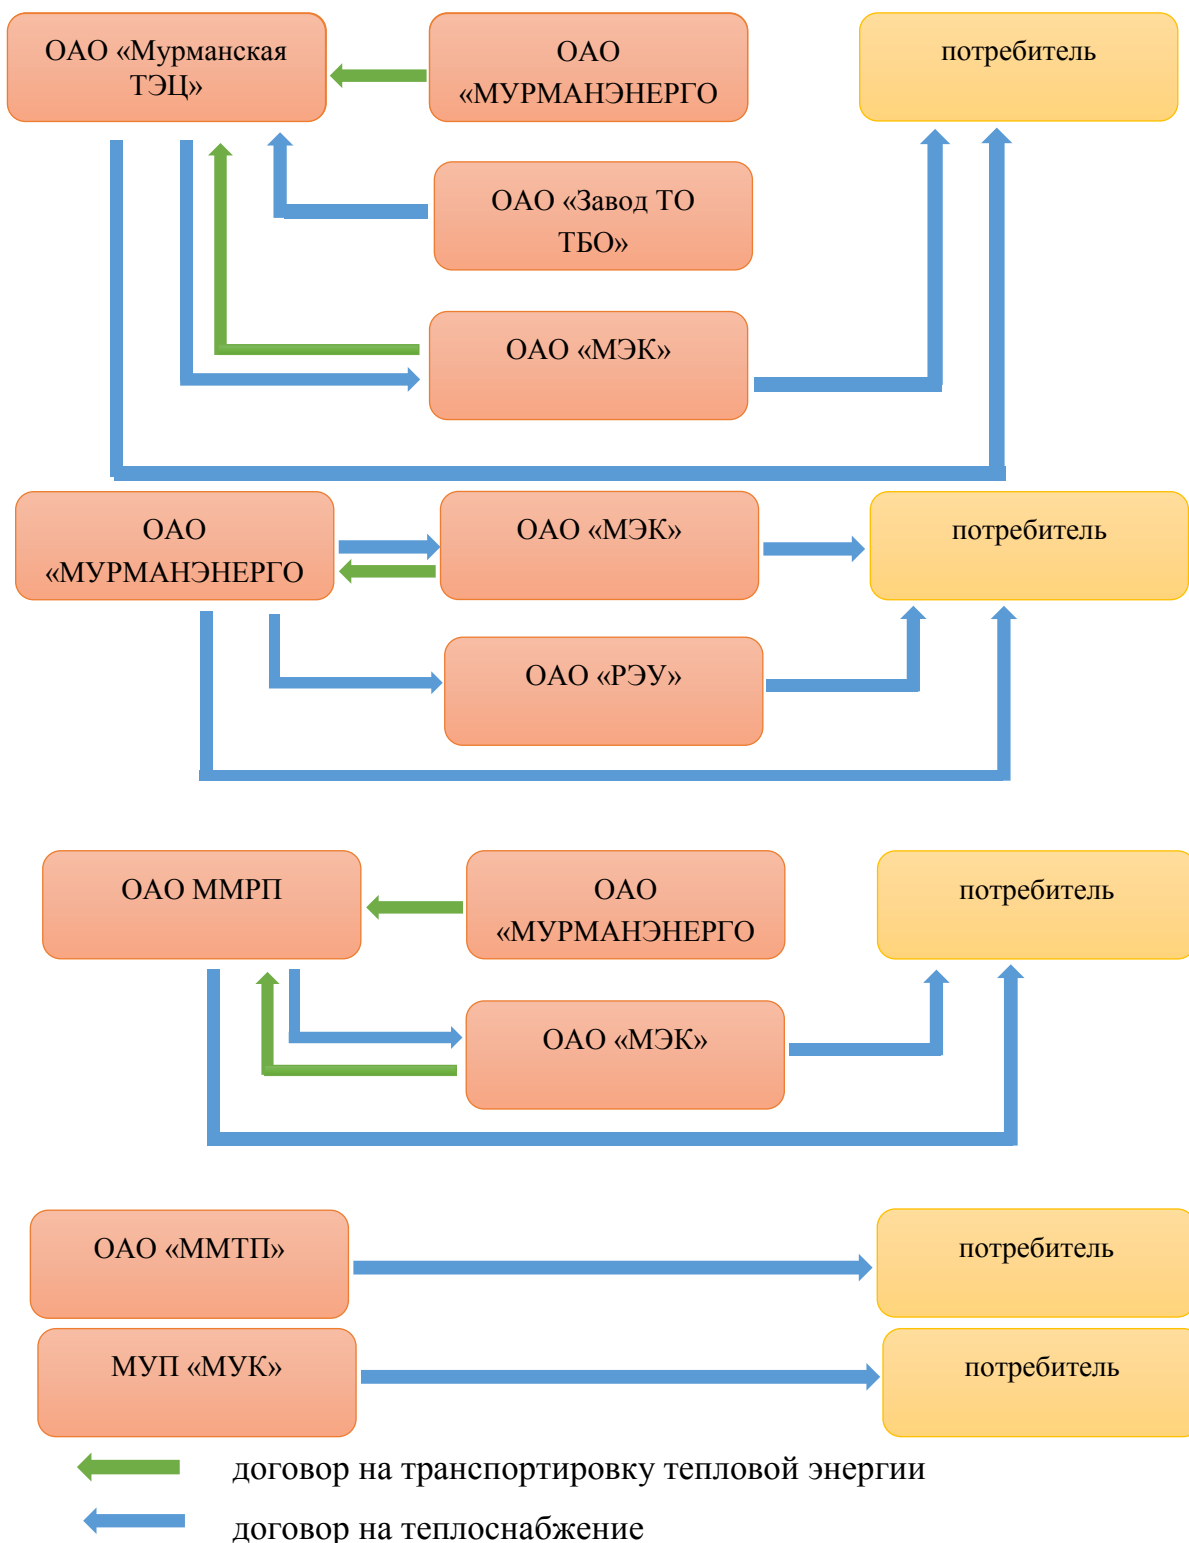 ОАО «Мурманская
ТЭЦ»
ОАО
«МУРМАНЭНЕРГО
потребитель
ОАО «Завод ТО
ТБО»
ОАО «МЭК»
ОАО
«МУРМАНЭНЕРГО
ОАО «МЭК»
потребитель
ОАО «РЭУ»
ОАО ММРП
ОАО
«МУРМАНЭНЕРГО
потребитель
ОАО «МЭК»
ОАО «ММТП»
потребитель
МУП «МУК»
потребитель
договор на транспортировку тепловой энергии
договор на теплоснабжение